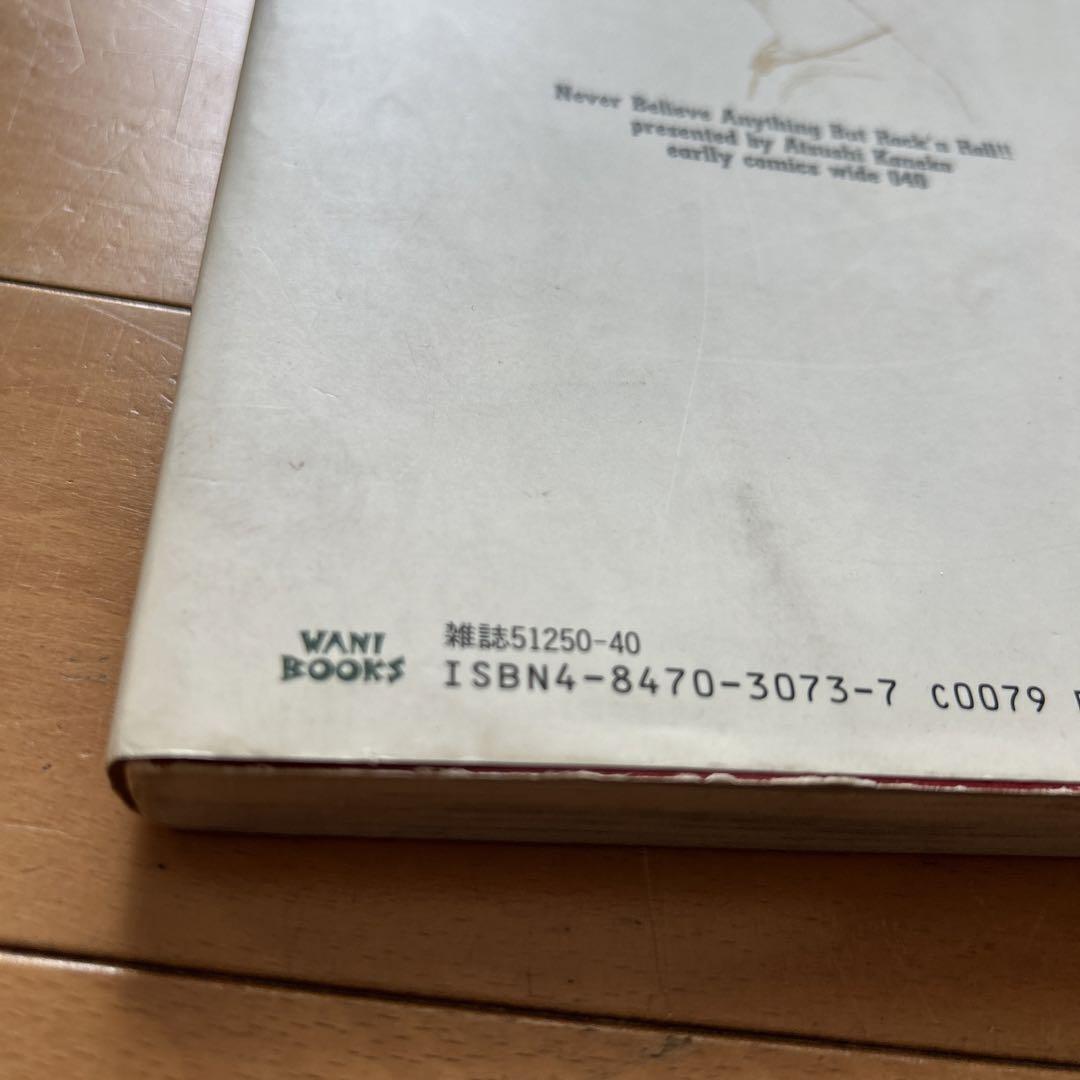 Never Believe Anything But Rock'n Roll!!
presented by Atsushi Kaneko
earlly comics wide 040
WANI
BOOKS
雑誌51250-40
ISBN4-8470-3073-7 C0079